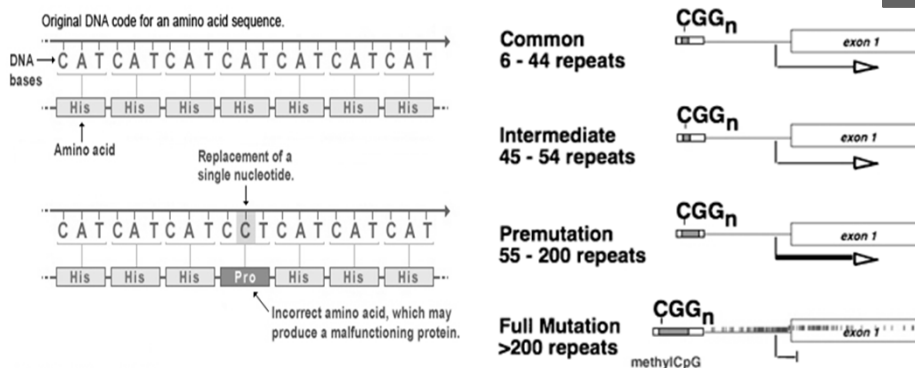 Original DNA code for an amino acid sequence.
DNA bases
C A T C A T C A T C A T C A T C A T C A T
His His His His His His His
Amino acid
Replacement of a single nucleotide.
C A T C A T C A T C C T C A T C A T C A T
His His His Pro His His His
Incorrect amino acid, which may
produce a malfunctioning protein.
Common
6 - 44 repeats
CGGn
exon 1
Intermediate
45 - 54 repeats
CGGn
exon 1
Premutation
55 - 200 repeats
CGGn
exon 1
Full Mutation
>200 repeats
CGGn
exon 1
methylCpG